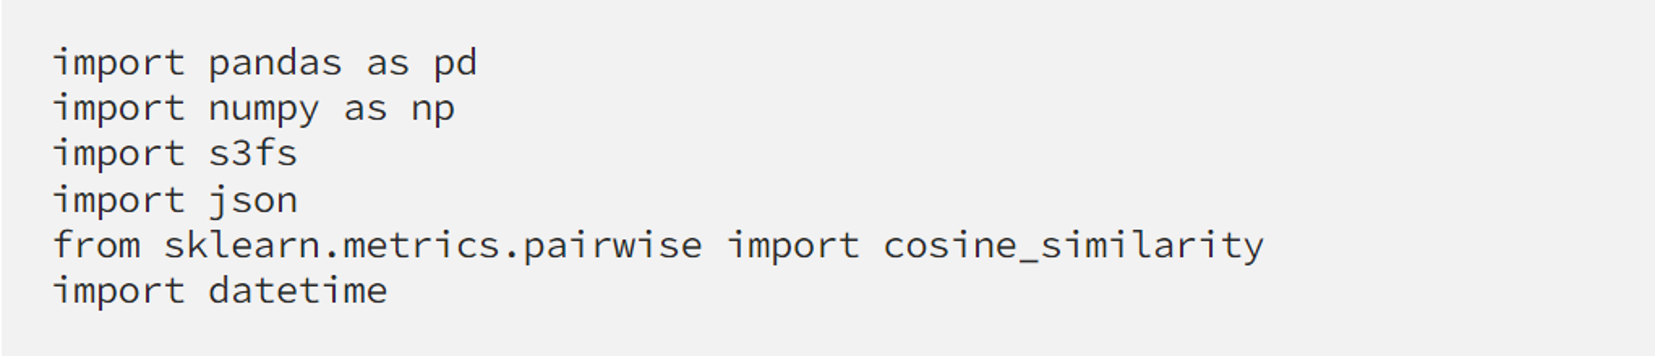 import pandas as pd
import numpy as np
import s3fs
import json
from sklearn.metrics.pairwise import cosine_similarity
import datetime